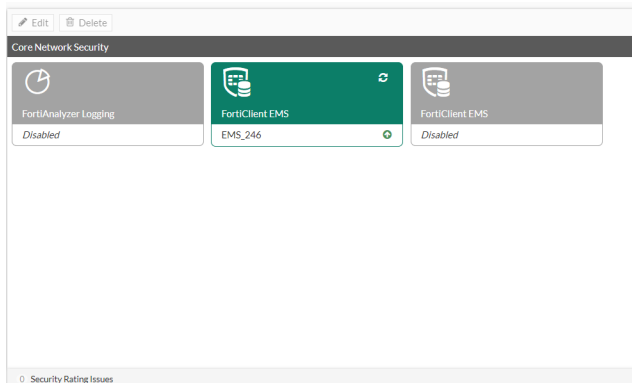 Edit Delete
Core Network Security
FortiAnalyzer Logging
Disabled
FortiClient EMS
EMS_246
FortiClient EMS
Disabled
0 Security Rating Issues